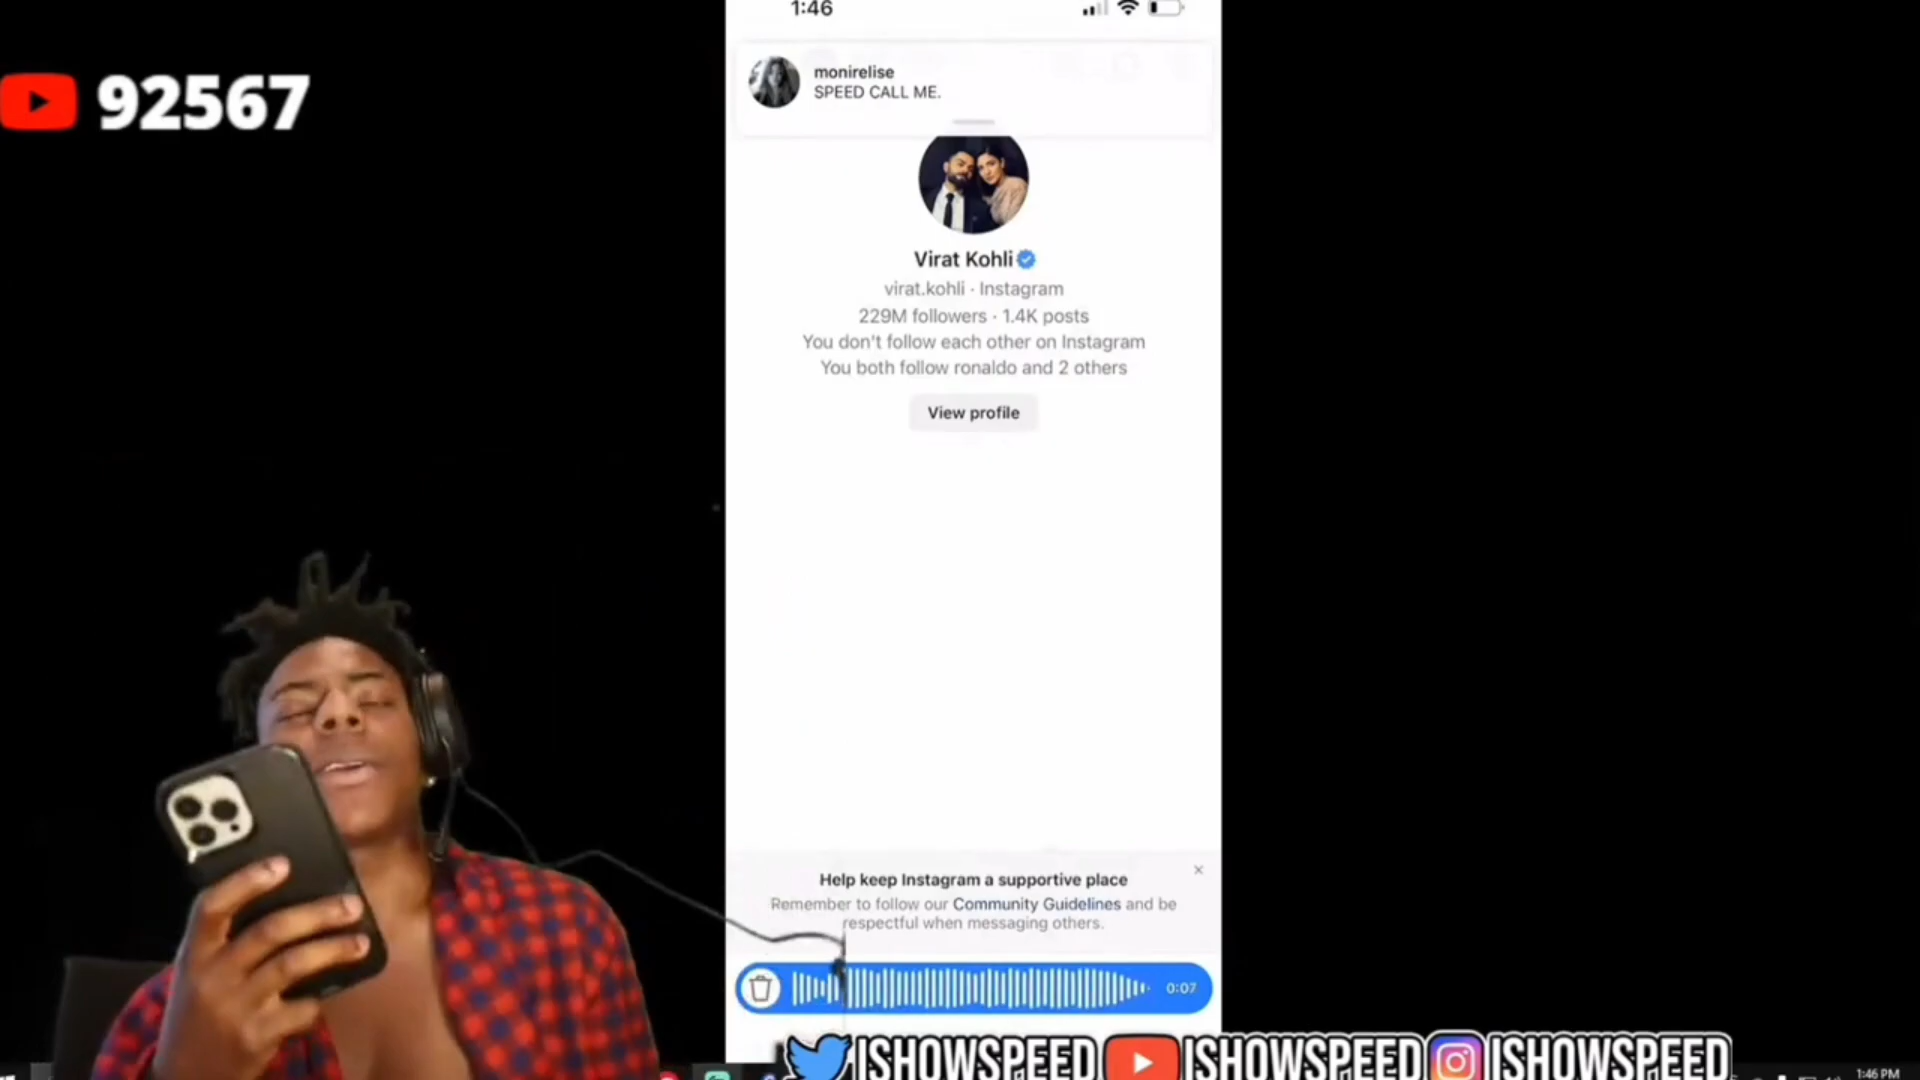 1:46
92567
monirelise
SPEED CALL ME.
Virat Kohli
virat.kohli · Instagram
229M followers · 1.4K posts
You don't follow each other on Instagram
You both follow ronaldo and 2 others
View profile
Help keep Instagram a supportive place
Remember to follow our Community Guidelines and be
respectful when messaging others.
0:07
ISHOWSPEED ISHOWSPEED ISHOWSPEED
1:46 PM